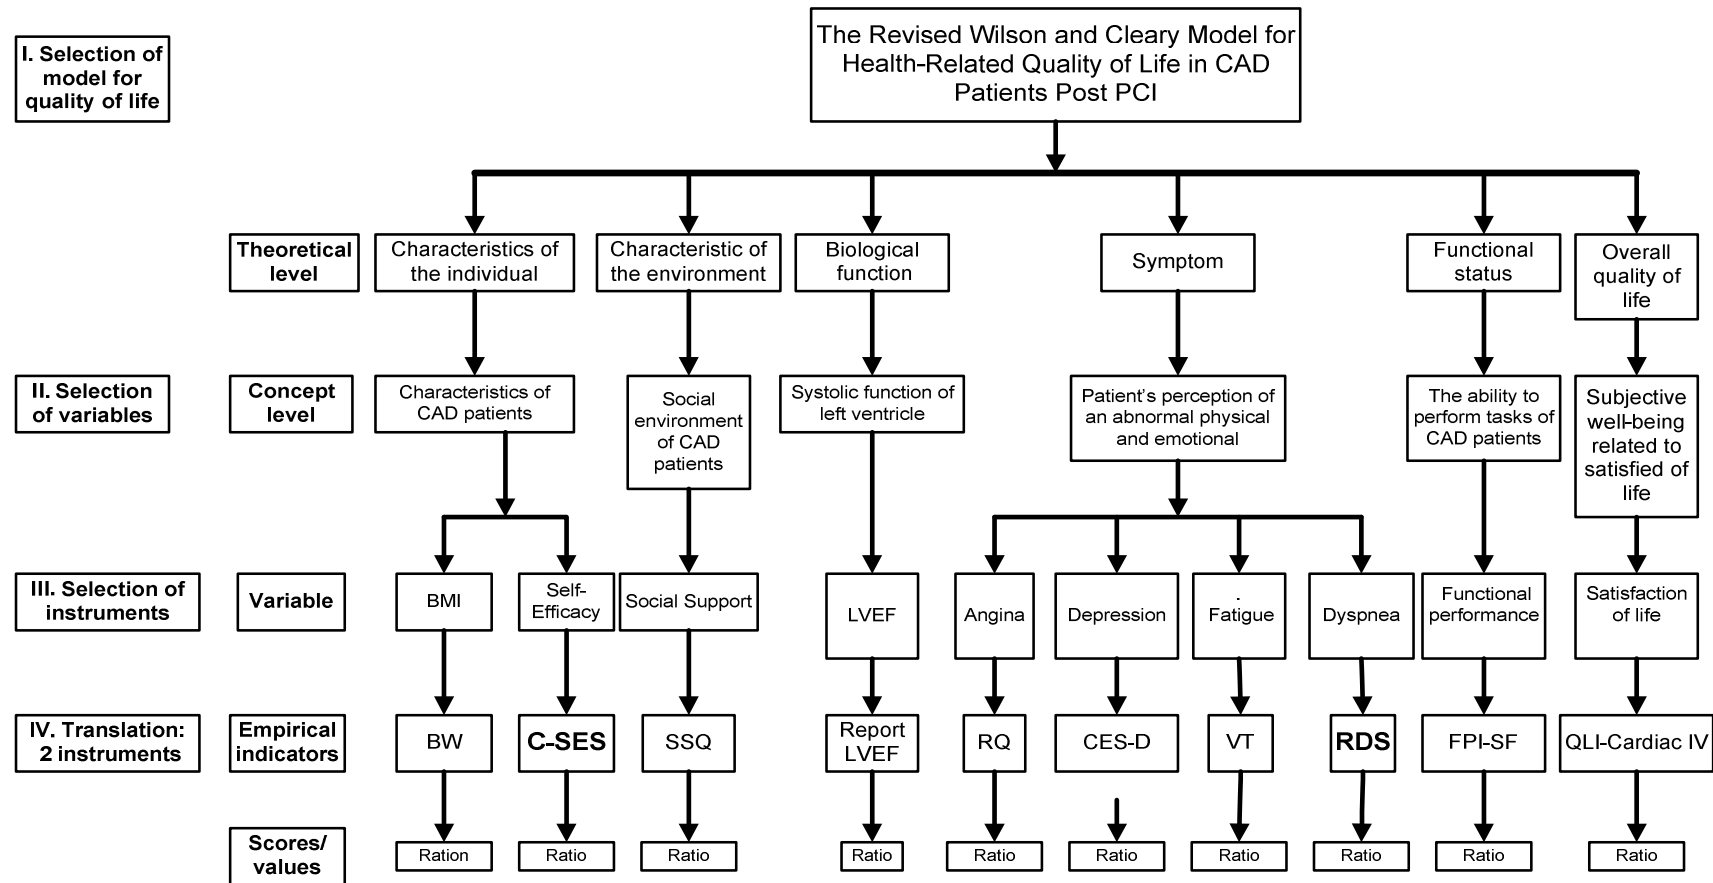 The Revised Wilson and Cleary Model for
Health-Related Quality of Life in CAD
Patients Post PCI
I. Selection of
model for
quality of life
Theoretical
level
Characteristics of
the individual
Characteristic of
the environment
Biological
function
Symptom
Functional
status
Overall
quality of
life
II. Selection
of variables
Concept
level
Characteristics of
CAD patients
Social
environment
of CAD
patients
Systolic function of
left ventricle
Patient's perception of
an abnormal physical
and emotional
The ability to
perform tasks of
CAD patients
Subjective
well-being
related to
satisfied of
life
III. Selection of
instruments
Variable
BMI
Self-
Efficacy
Social Support
LVEF
Angina
Depression
.
Fatigue
Dyspnea
Functional
performance
Satisfaction
of life
IV. Translation:
2 instruments
Empirical
indicators
BW
C-SES
SSQ
Report
LVEF
RQ
CES-D
VT
RDS
FPI-SF
QLI-Cardiac IV
Scores/
values
Ration
Ratio
Ratio
Ratio
Ratio
Ratio
Ratio
Ratio
Ratio
Ratio